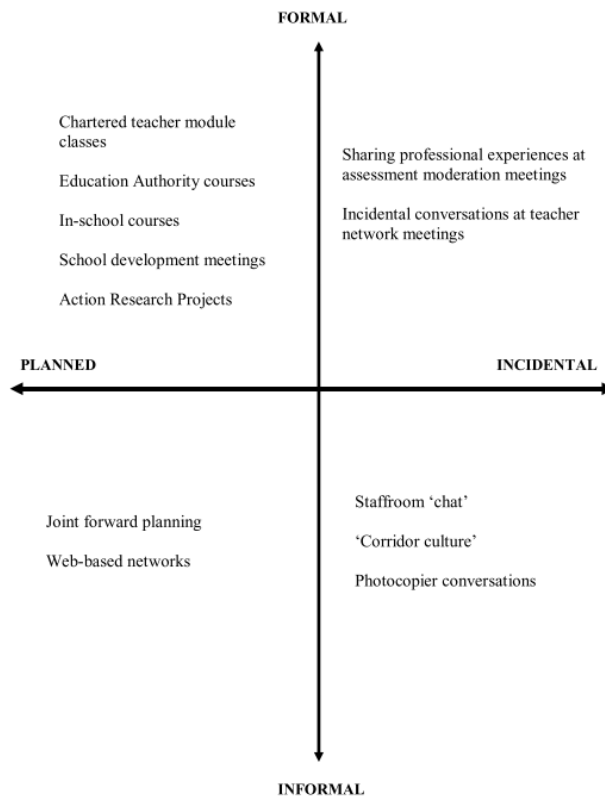 FORMAL
Chartered teacher module
classes
Education Authority courses
In-school courses
School development meetings
Action Research Projects
Sharing professional experiences at
assessment moderation meetings
Incidental conversations at teacher
network meetings
PLANNED
INCIDENTAL
Joint forward planning
Web-based networks
Staffroom ‘chat’
‘Corridor culture’
Photocopier conversations
INFORMAL